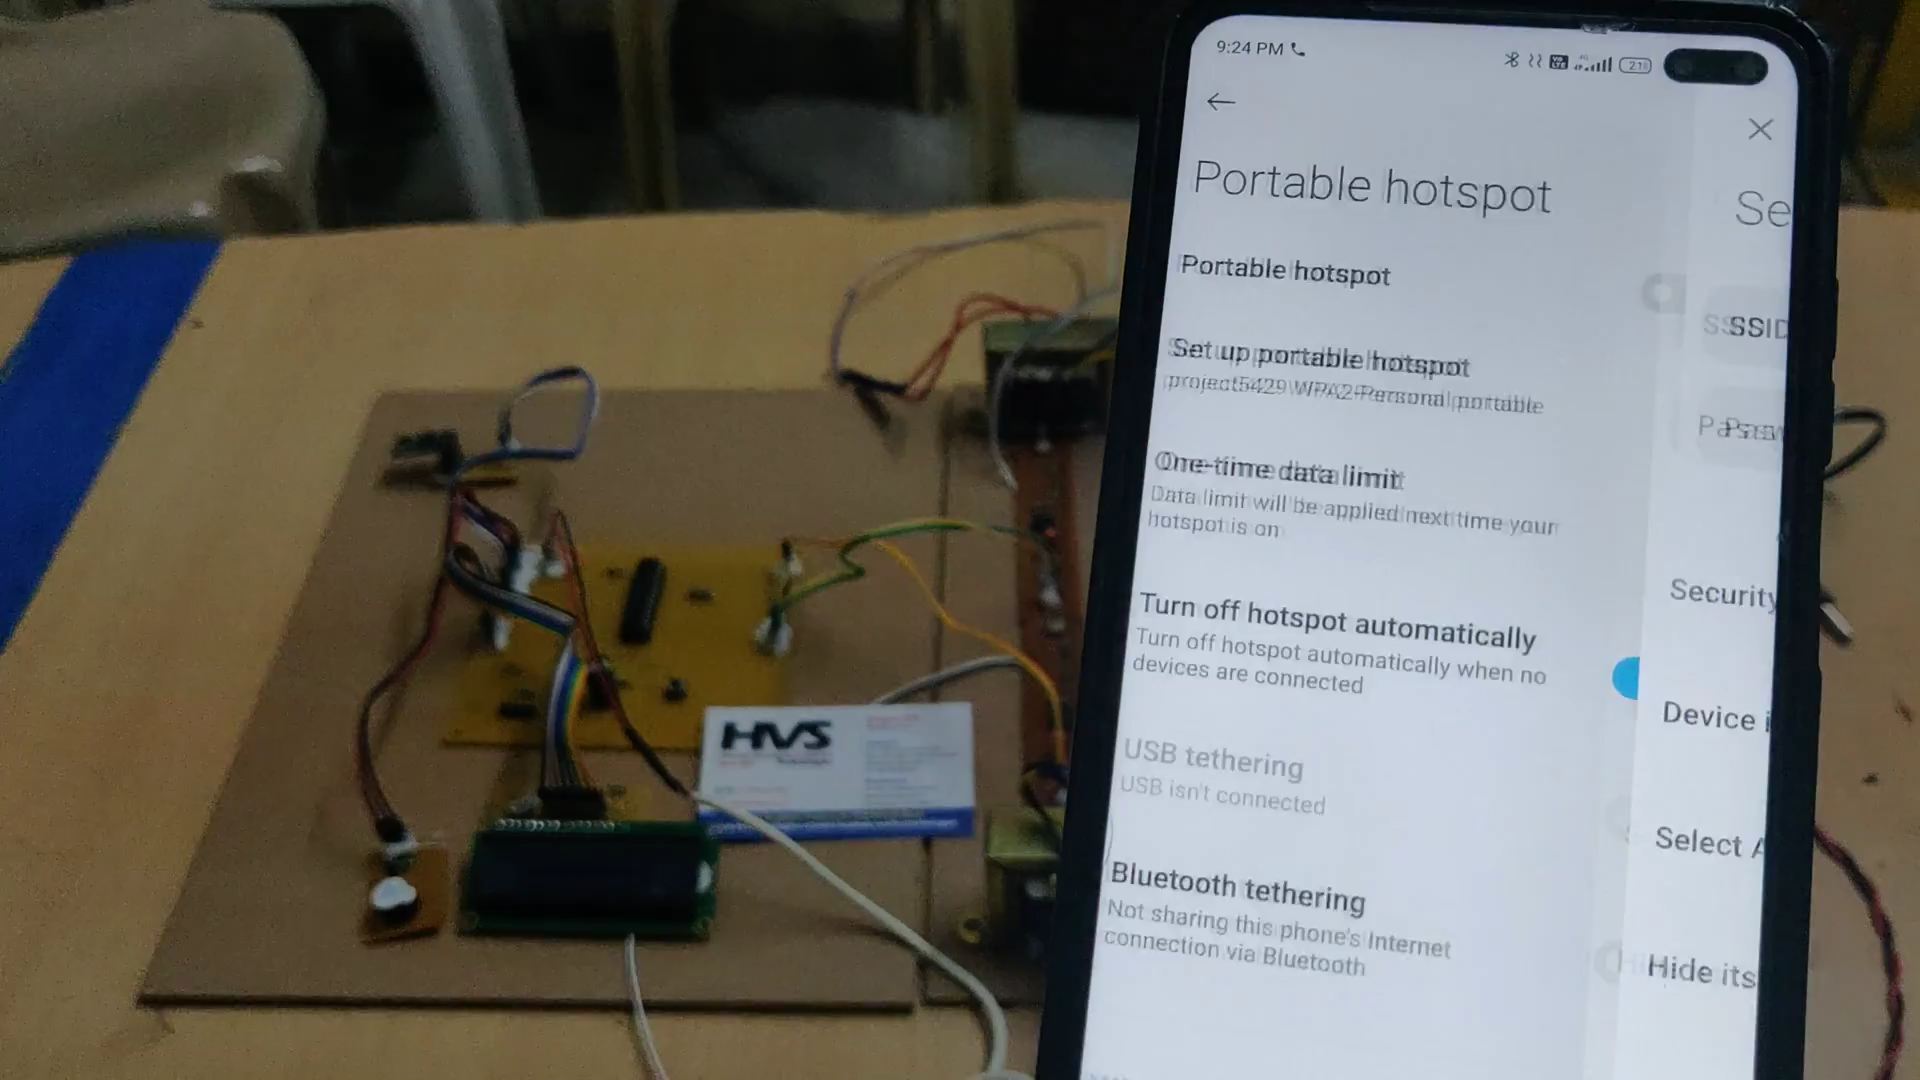 9:24 PM
21
Portable hotspot
Portable hotspot
Set up portable hotspot
project5429 WPA2-Personal portable
One-time data limit
Data limit will be applied next time your
hotspot is on
Turn off hotspot automatically
Turn off hotspot automatically when no
devices are connected
USB tethering
USB isn't connected
Bluetooth tethering
Not sharing this phone's Internet
connection via Bluetooth
Se
SSID
Passw
Security
Device i
Select A
Hide its
HVS